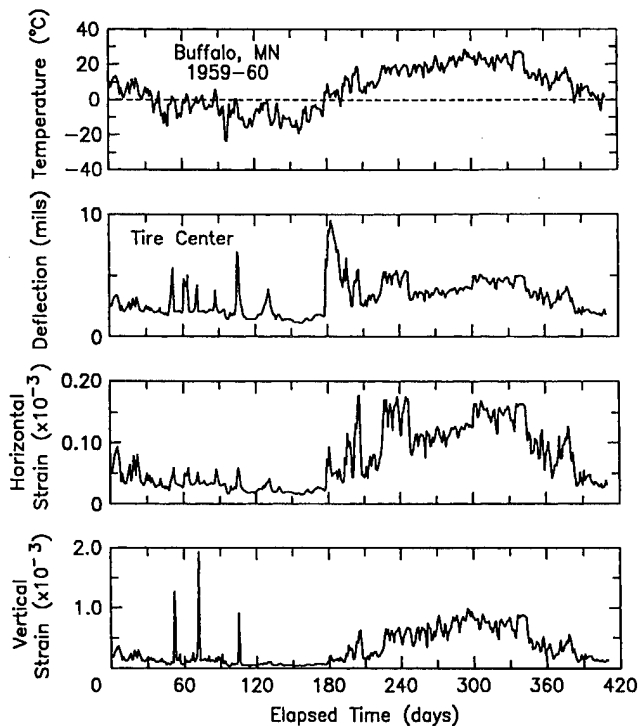 Temperature (°C)
40
20
0
−20
−40
Buffalo, MN
1959–60
Deflection (mils)
10
5
0
Tire Center
Horizontal
Strain (x10⁻³)
0.20
0.10
0
Vertical
Strain (x10⁻³)
2.0
1.0
0 60 120 180 240 300 360 420
Elapsed Time (days)